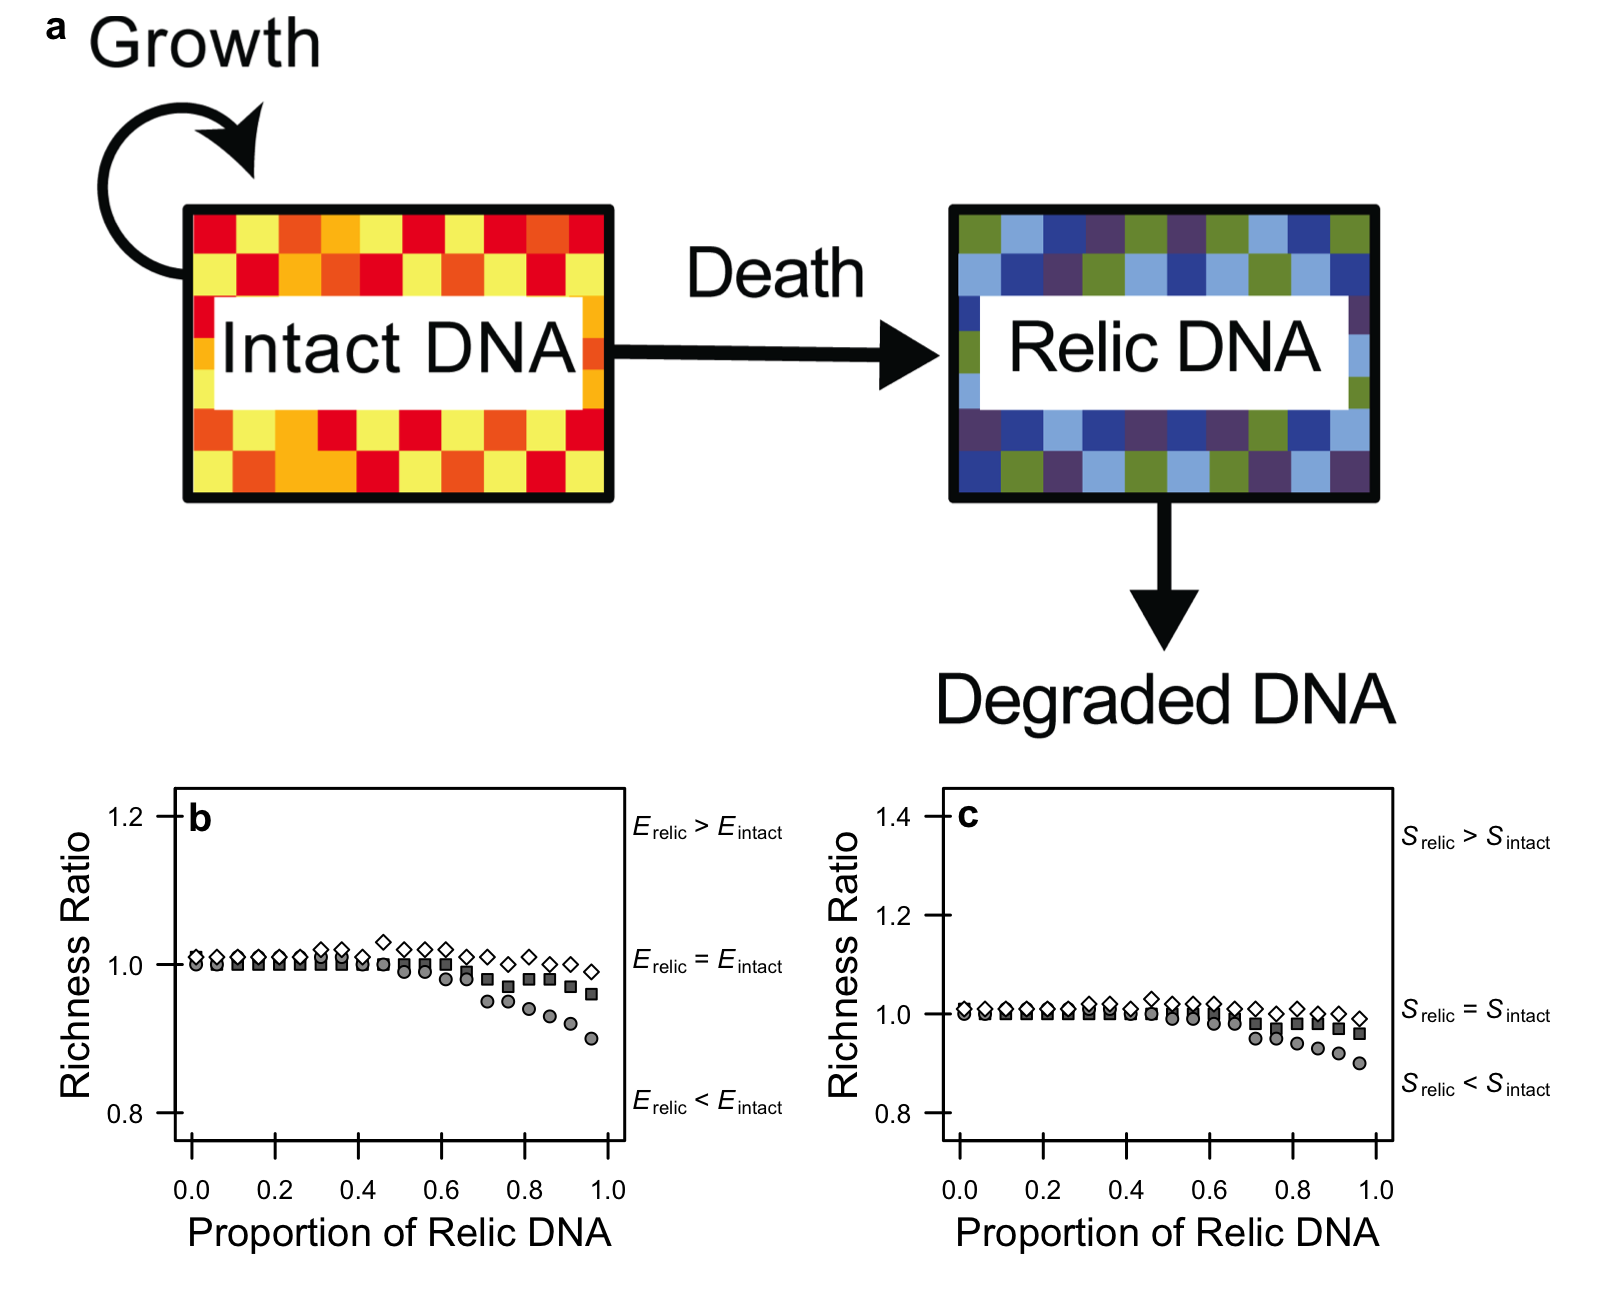 a
Growth
Intact DNA
Death
Relic DNA
Degraded DNA
b
Richness Ratio
1.2
1.0
0.8
E relic > E intact
E relic = E intact
E relic < E intact
0.0 0.2 0.4 0.6 0.8 1.0
Proportion of Relic DNA
c
Richness Ratio
1.4
1.2
1.0
0.8
S relic > S intact
S relic = S intact
S relic < S intact
0.0 0.2 0.4 0.6 0.8 1.0
Proportion of Relic DNA